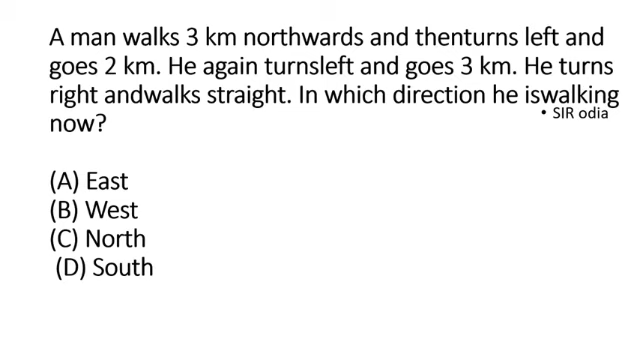 A man walks 3 km northwards and thenturns left and
goes 2 km. He again turnsleft and goes 3 km. He turns
right andwalks straight. In which direction he iswalking
now?
• SIR odia
(A) East
(B) West
(C) North
(D) South